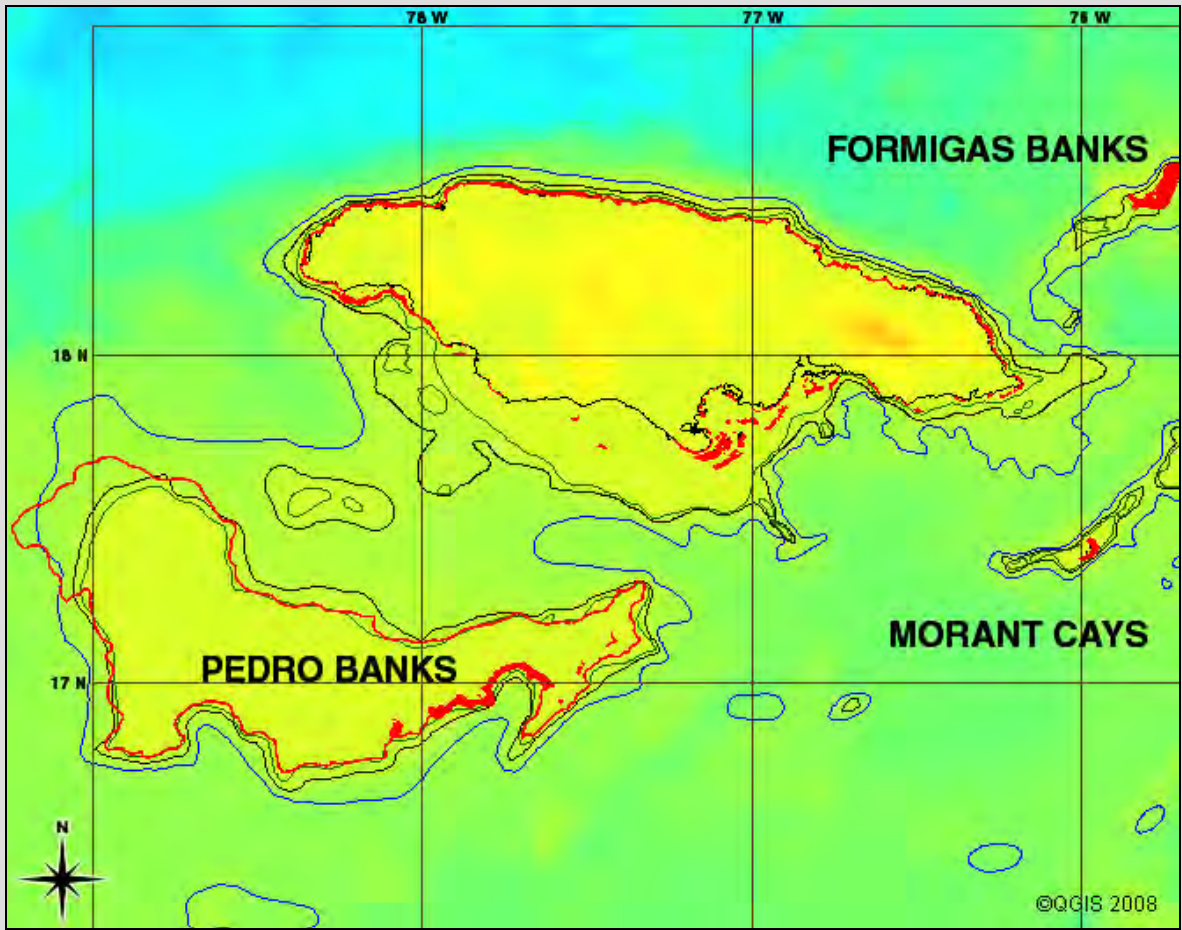 78 W
77 W
76 W
FORMIGAS BANKS
18 N
MORANT CAYS
PEDRO BANKS
17 N
N
©QGIS 2008